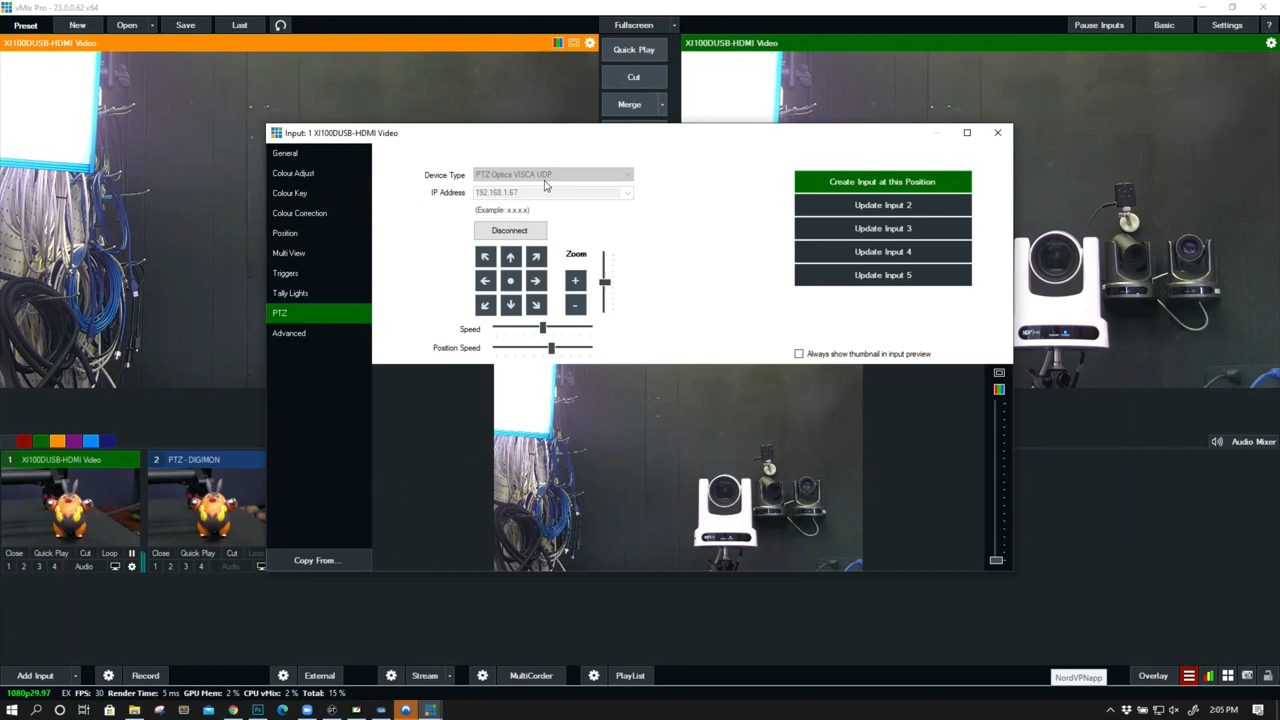 vMix Pro - 23.0.0.62 x64
Preset
New
Open
Save
Last
Fullscreen
Pause Inputs
Basic
Settings
?
XI100DUSB-HDMI Video
Quick Play
XI100DUSB-HDMI Video
Cut
Merge
Input: 1 XI100DUSB-HDMI Video
General
Colour Adjust
Colour Key
Colour Correction
Position
Multi View
Triggers
Tally Lights
PTZ
Advanced
Copy From...
Device Type
PTZ Optics VISCA UDP
IP Address
192.168.1.67
(Example: x.x.x.x)
Disconnect
Zoom
+
-
Speed
Position Speed
Create Input at this Position
Update Input 2
Update Input 3
Update Input 4
Update Input 5
Always show thumbnail in input preview
Audio Mixer
1 XI100DUSB-HDMI Video
2 PTZ - DIGIMON
Close Quick Play Cut Loop
1 2 3 4 Audio
Close Quick Play Cut Loop
1 2 3 4 Audio
Add Input
Record
External
Stream
MultiCorder
PlayList
NordVPNapp
Overlay
1080p29.97 EX FPS: 30 Render Time: 5 ms GPU Mem: 2 % CPU vMix: 2 % Total: 15 %
2:05 PM